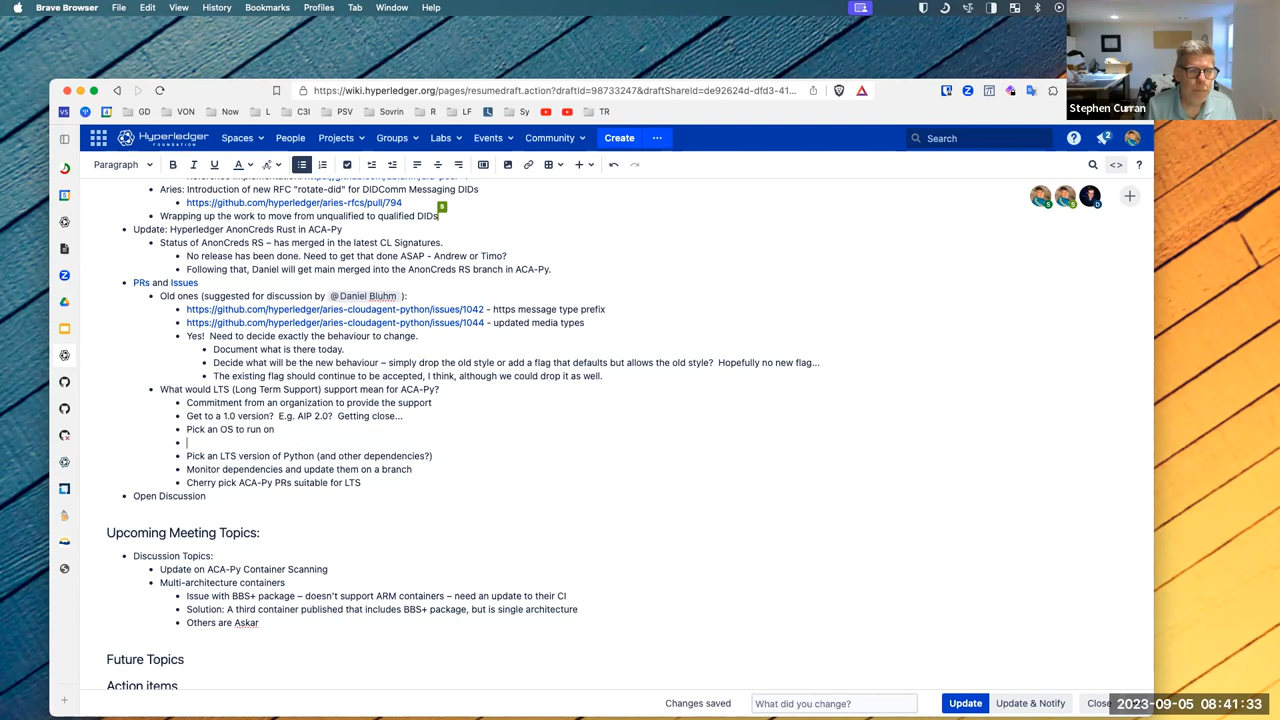 Brave Browser File Edit View History Bookmarks Profiles Tab Window Help
https://wiki.hyperledger.org/pages/resumedraft.action?draftId=98733247&draftShareId=de92624d-dfd3-41...
GD VON Now L C3I PSV Sovrin R LF Sy TR
Stephen Curran
HYPERLEDGER FOUNDATION Spaces People Projects Groups Labs Events Community Create ... Search 2
Paragraph B I U A
Aries: Introduction of new RFC "rotate-did" for DIDComm Messaging DIDs
https://github.com/hyperledger/aries-rfcs/pull/794
Wrapping up the work to move from unqualified to qualified DIDs
Update: Hyperledger AnonCreds Rust in ACA-Py
Status of AnonCreds RS – has merged in the latest CL Signatures.
No release has been done. Need to get that done ASAP - Andrew or Timo?
Following that, Daniel will get main merged into the AnonCreds RS branch in ACA-Py.
PRs and Issues
Old ones (suggested for discussion by @Daniel Bluhm ):
https://github.com/hyperledger/aries-cloudagent-python/issues/1042 - https message type prefix
https://github.com/hyperledger/aries-cloudagent-python/issues/1044 - updated media types
Yes! Need to decide exactly the behaviour to change.
Document what is there today.
Decide what will be the new behaviour – simply drop the old style or add a flag that defaults but allows the old style? Hopefully no new flag...
The existing flag should continue to be accepted, I think, although we could drop it as well.
What would LTS (Long Term Support) support mean for ACA-Py?
Commitment from an organization to provide the support
Get to a 1.0 version? E.g. AIP 2.0? Getting close...
Pick an OS to run on
Pick an LTS version of Python (and other dependencies?)
Monitor dependencies and update them on a branch
Cherry pick ACA-Py PRs suitable for LTS
Open Discussion
Upcoming Meeting Topics:
Discussion Topics:
Update on ACA-Py Container Scanning
Multi-architecture containers
Issue with BBS+ package – doesn't support ARM containers – need an update to their CI
Solution: A third container published that includes BBS+ package, but is single architecture
Others are Askar
Future Topics
Action items
Changes saved What did you change? Update Update & Notify Close
2023-09-05 08:41:33